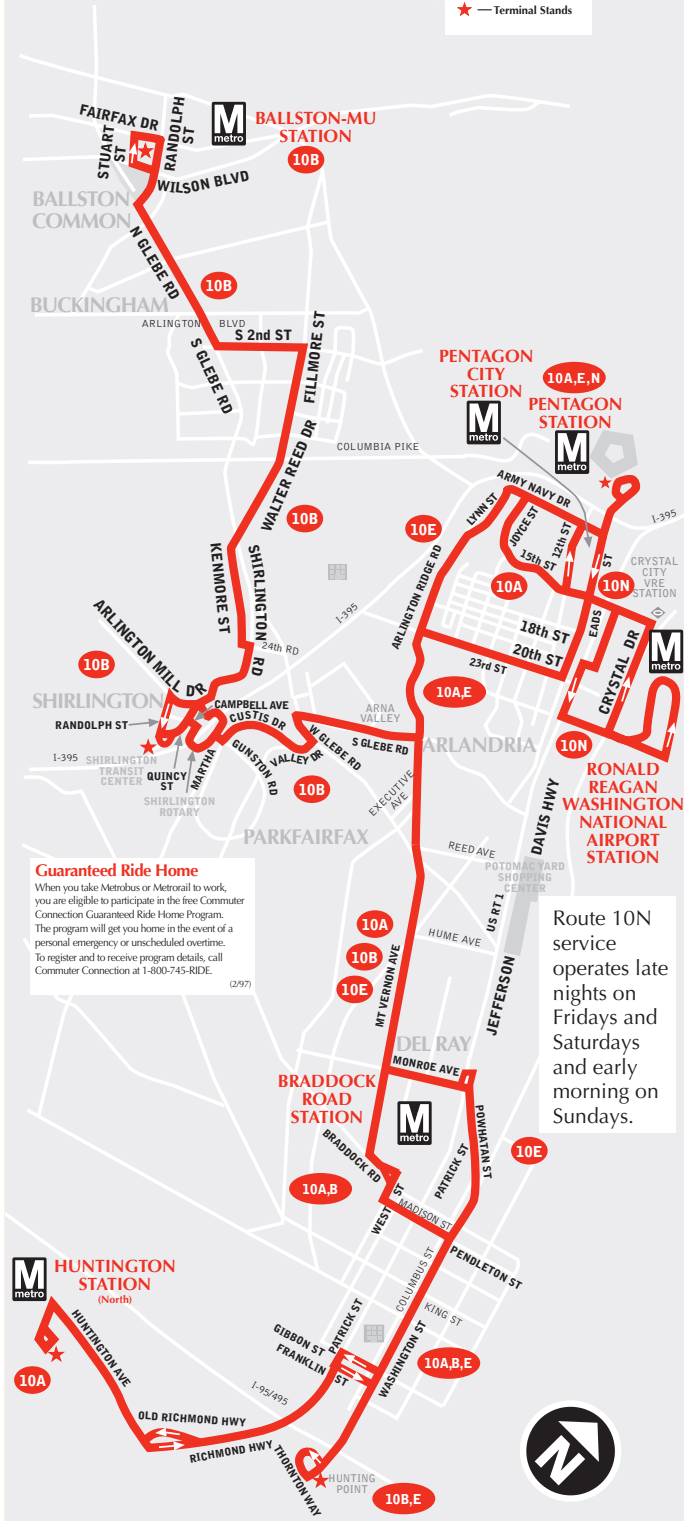 ★ — Terminal Stands
FAIRFAX DR
RANDOLPH
ST
STUART
ST
M
metro
BALLSTON-MU
STATION
10B
WILSON BLVD
BALLSTON
COMMON
N GLEBE RD
10B
BUCKINGHAM
ARLINGTON BLVD
S 2nd ST
S GLEBE RD
FILLMORE ST
PENTAGON
CITY
STATION
M
metro
10A,E,N
PENTAGON
STATION
M
metro
COLUMBIA PIKE
WALTER REED DR
10B
ARMY NAVY DR
LYNN ST
JOYCE ST
12th ST
15th ST
I-395
10E
10A
ST
10N
CRYSTAL
CITY
VRE
STATION
KENMORE ST
SHIRLINGTON RD
24th RD
I-395
ARLINGTON RIDGE RD
18th ST
20th ST
EADS
23rd ST
CRYSTAL DR
M
metro
ARLINGTON MILL DR
10B
SHIRLINGTON
RANDOLPH ST
CAMPBELL AVE
CUSTIS DR
10A,E
ARNA
VALLEY
I-395
SHIRLINGTON
TRANSIT
CENTER
QUINCY
ST
MARTHA
GUNSTON RD
VALLEY DR
W GLEBE RD
S GLEBE RD
ARLANDRIA
10N
SHIRLINGTON
ROTARY
10B
EXECUTIVE
AVE
RONALD
REAGAN
WASHINGTON
NATIONAL
AIRPORT
STATION
PARKFAIRFAX
REED AVE
DAVIS HWY
POTOMAC YARD
SHOPPING
CENTER
US RT 1
Guaranteed Ride Home
When you take Metrobus or Metrorail to work,
you are eligible to participate in the free Commuter
Connection Guaranteed Ride Home Program.
The program will get you home in the event of a
personal emergency or unscheduled overtime.
To register and to receive program details, call
Commuter Connection at 1-800-745-RIDE.
(2/97)
10A
10B
10E
MT VERNON AVE
HUME AVE
JEFFERSON
Route 10N
service
operates late
nights on
Fridays and
Saturdays
and early
morning on
Sundays.
DEL RAY
MONROE AVE
BRADDOCK
ROAD
STATION
M
metro
BRADDOCK RD
POWHATAN ST
PATRICK ST
10E
10A,B
WEST ST
MADISON ST
PENDLETON ST
M
metro
HUNTINGTON
STATION
(North)
COLUMBUS ST
KING ST
PATRICK ST
GIBBON ST
FRANKLIN ST
WASHINGTON ST
10A,B,E
HUNTINGTON AVE
10A
I-95/495
OLD RICHMOND HWY
RICHMOND HWY
THORNTON WAY
HUNTING
POINT
10B,E
N